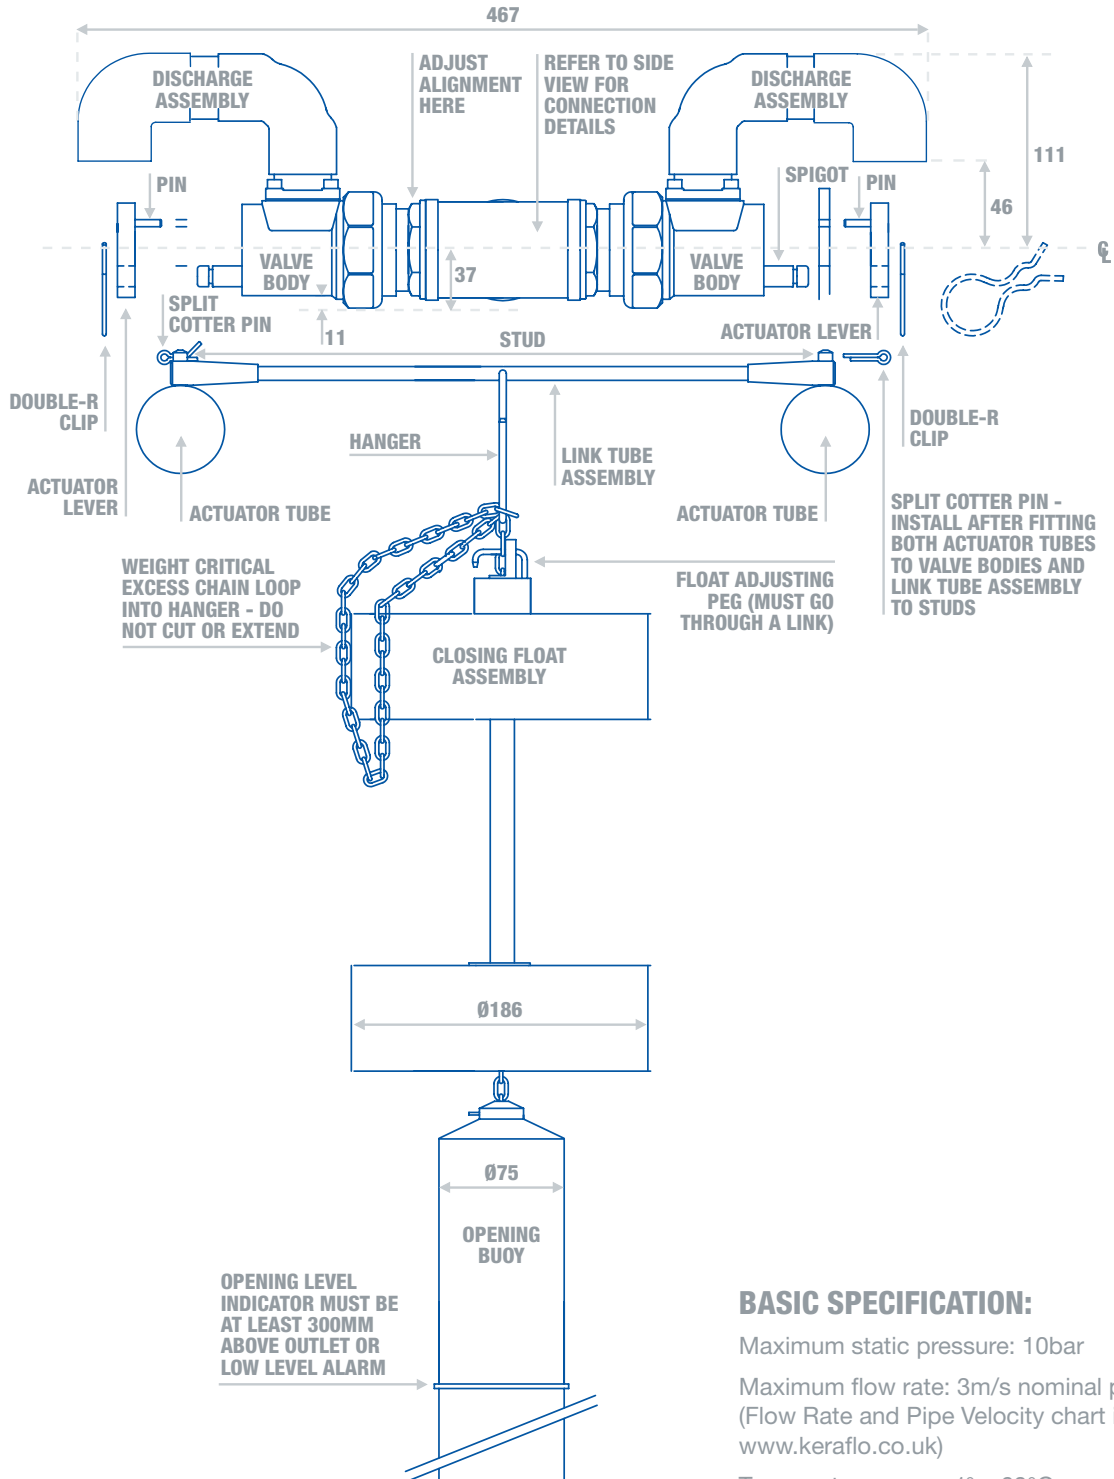 467
DISCHARGE
ASSEMBLY
ADJUST
ALIGNMENT
HERE
REFER TO SIDE
VIEW FOR
CONNECTION
DETAILS
DISCHARGE
ASSEMBLY
111
46
PIN
SPIGOT
PIN
VALVE
BODY
37
VALVE
BODY
℄
SPLIT
COTTER PIN
11
STUD
ACTUATOR LEVER
DOUBLE-R
CLIP
HANGER
LINK TUBE
ASSEMBLY
DOUBLE-R
CLIP
ACTUATOR
LEVER
ACTUATOR TUBE
ACTUATOR TUBE
SPLIT COTTER PIN -
INSTALL AFTER FITTING
BOTH ACTUATOR TUBES
TO VALVE BODIES AND
LINK TUBE ASSEMBLY
TO STUDS
WEIGHT CRITICAL
EXCESS CHAIN LOOP
INTO HANGER - DO
NOT CUT OR EXTEND
FLOAT ADJUSTING
PEG (MUST GO
THROUGH A LINK)
CLOSING FLOAT
ASSEMBLY
Ø186
Ø75
OPENING
BUOY
OPENING LEVEL
INDICATOR MUST BE
AT LEAST 300MM
ABOVE OUTLET OR
LOW LEVEL ALARM
BASIC SPECIFICATION:
Maximum static pressure: 10bar
Maximum flow rate: 3m/s nominal
(Flow Rate and Pipe Velocity chart
www.keraflo.co.uk)